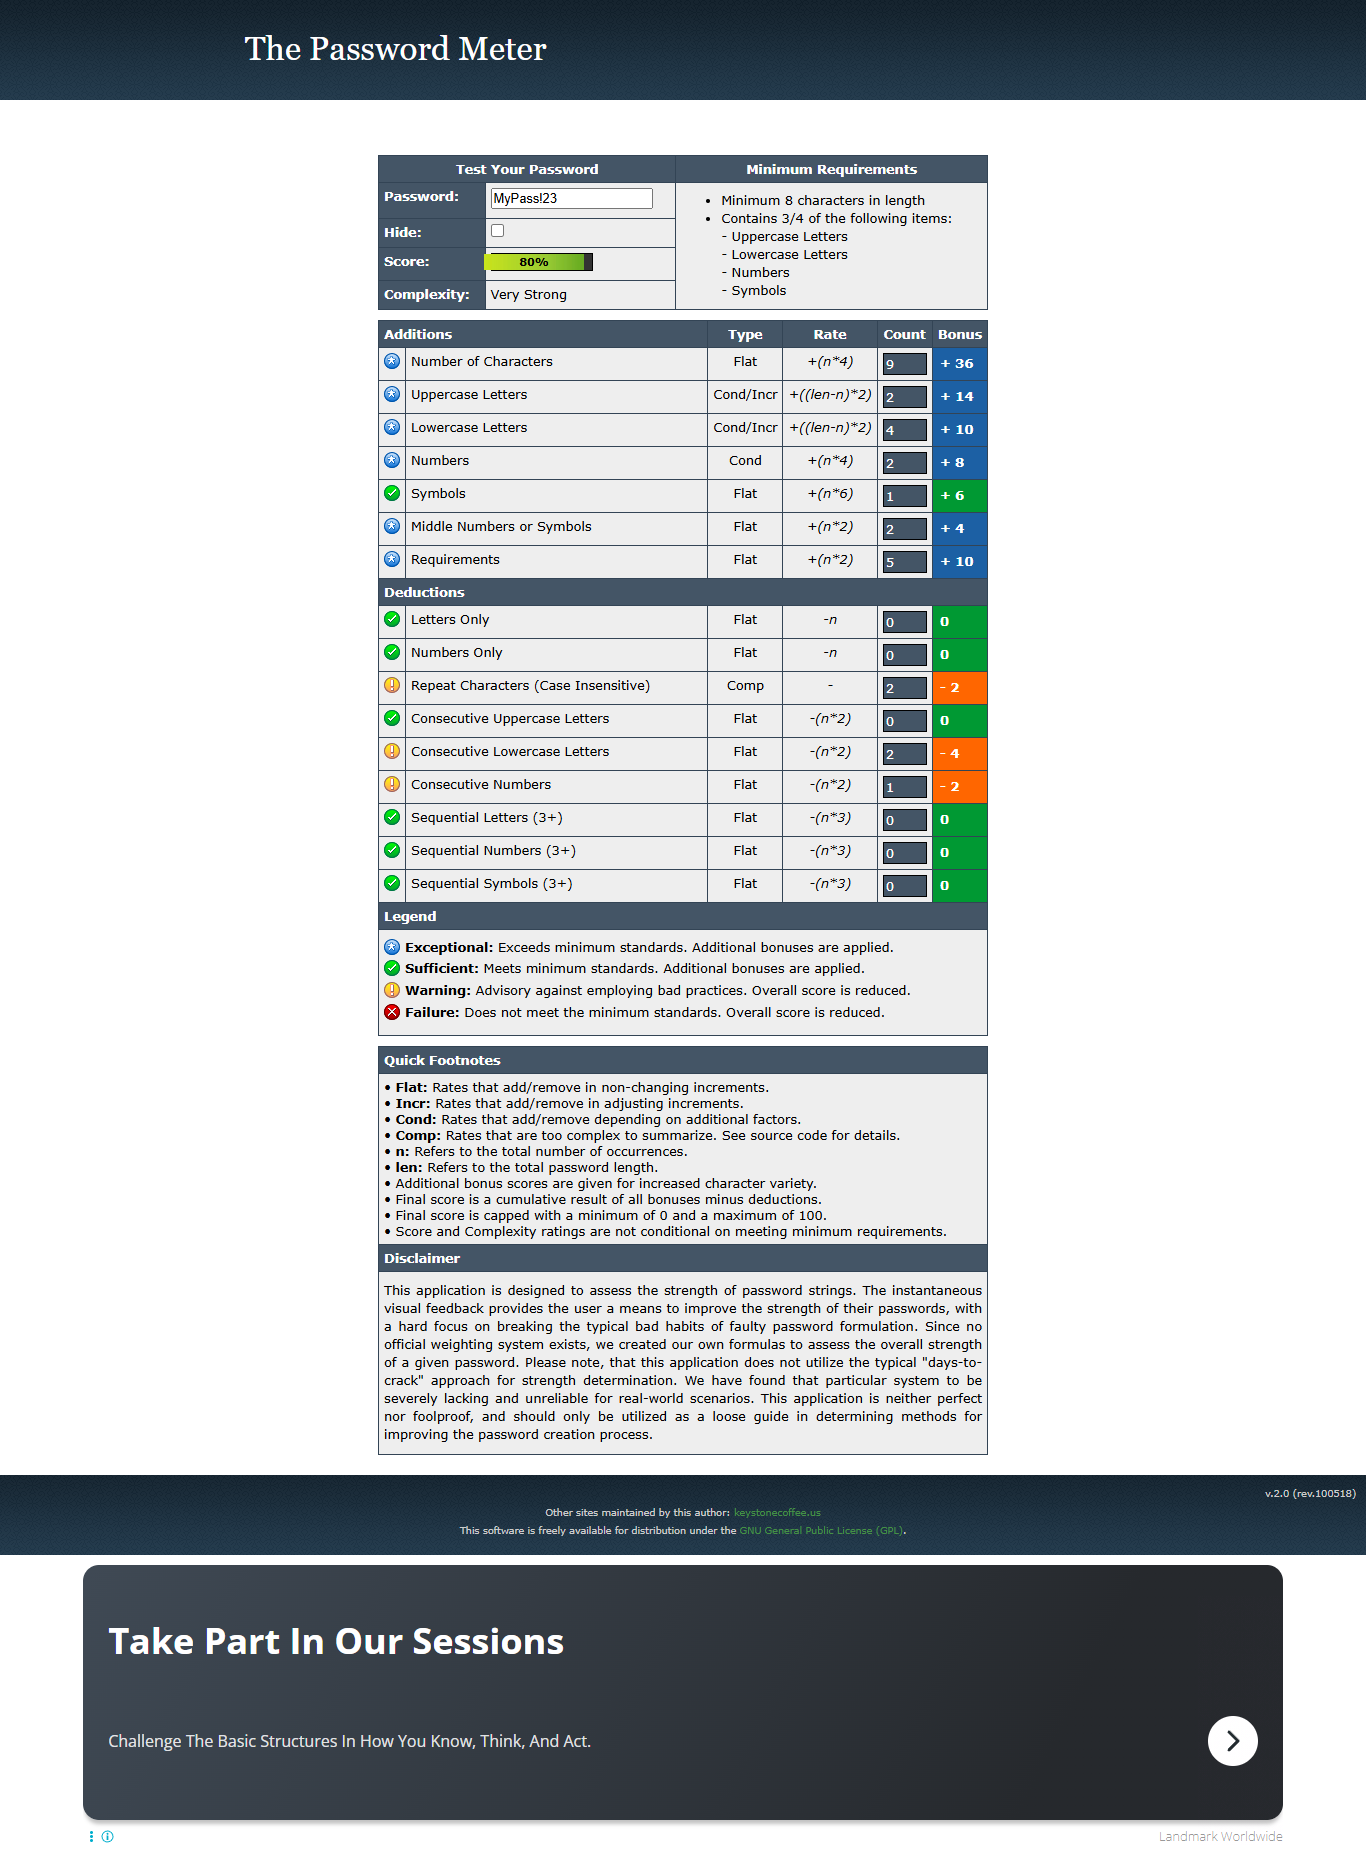 The Password Meter
Test Your Password
Minimum Requirements
Password: MyPass!23
• Minimum 8 characters in length
• Contains 3/4 of the following items:
- Uppercase Letters
- Lowercase Letters
- Numbers
- Symbols
Hide:
Score: 80%
Complexity: Very Strong
Additions Type Rate Count Bonus
Number of Characters Flat +(n*4) 9 + 36
Uppercase Letters Cond/Incr +((len-n)*2) 2 + 14
Lowercase Letters Cond/Incr +((len-n)*2) 4 + 10
Numbers Cond +(n*4) 2 + 8
Symbols Flat +(n*6) 1 + 6
Middle Numbers or Symbols Flat +(n*2) 2 + 4
Requirements Flat +(n*2) 5 + 10
Deductions
Letters Only Flat -n 0 0
Numbers Only Flat -n 0 0
Repeat Characters (Case Insensitive) Comp - 2 - 2
Consecutive Uppercase Letters Flat -(n*2) 0 0
Consecutive Lowercase Letters Flat -(n*2) 2 - 4
Consecutive Numbers Flat -(n*2) 1 - 2
Sequential Letters (3+) Flat -(n*3) 0 0
Sequential Numbers (3+) Flat -(n*3) 0 0
Sequential Symbols (3+) Flat -(n*3) 0 0
Legend
Exceptional: Exceeds minimum standards. Additional bonuses are applied.
Sufficient: Meets minimum standards. Additional bonuses are applied.
Warning: Advisory against employing bad practices. Overall score is reduced.
Failure: Does not meet the minimum standards. Overall score is reduced.
Quick Footnotes
• Flat: Rates that add/remove in non-changing increments.
• Incr: Rates that add/remove in adjusting increments.
• Cond: Rates that add/remove depending on additional factors.
• Comp: Rates that are too complex to summarize. See source code for details.
• n: Refers to the total number of occurrences.
• len: Refers to the total password length.
• Additional bonus scores are given for increased character variety.
• Final score is a cumulative result of all bonuses minus deductions.
• Final score is capped with a minimum of 0 and a maximum of 100.
• Score and Complexity ratings are not conditional on meeting minimum requirements.
Disclaimer
This application is designed to assess the strength of password strings. The instantaneous
visual feedback provides the user a means to improve the strength of their passwords, with
a hard focus on breaking the typical bad habits of faulty password formulation. Since no
official weighting system exists, we created our own formulas to assess the overall strength
of a given password. Please note, that this application does not utilize the typical "days-to-
crack" approach for strength determination. We have found that particular system to be
severely lacking and unreliable for real-world scenarios. This application is neither perfect
nor foolproof, and should only be utilized as a loose guide in determining methods for
improving the password creation process.
v.2.0 (rev.100518)
Other sites maintained by this author: keystonecoffee.us
This software is freely available for distribution under the GNU General Public License (GPL).
Take Part In Our Sessions
Challenge The Basic Structures In How You Know, Think, And Act.
Landmark Worldwide